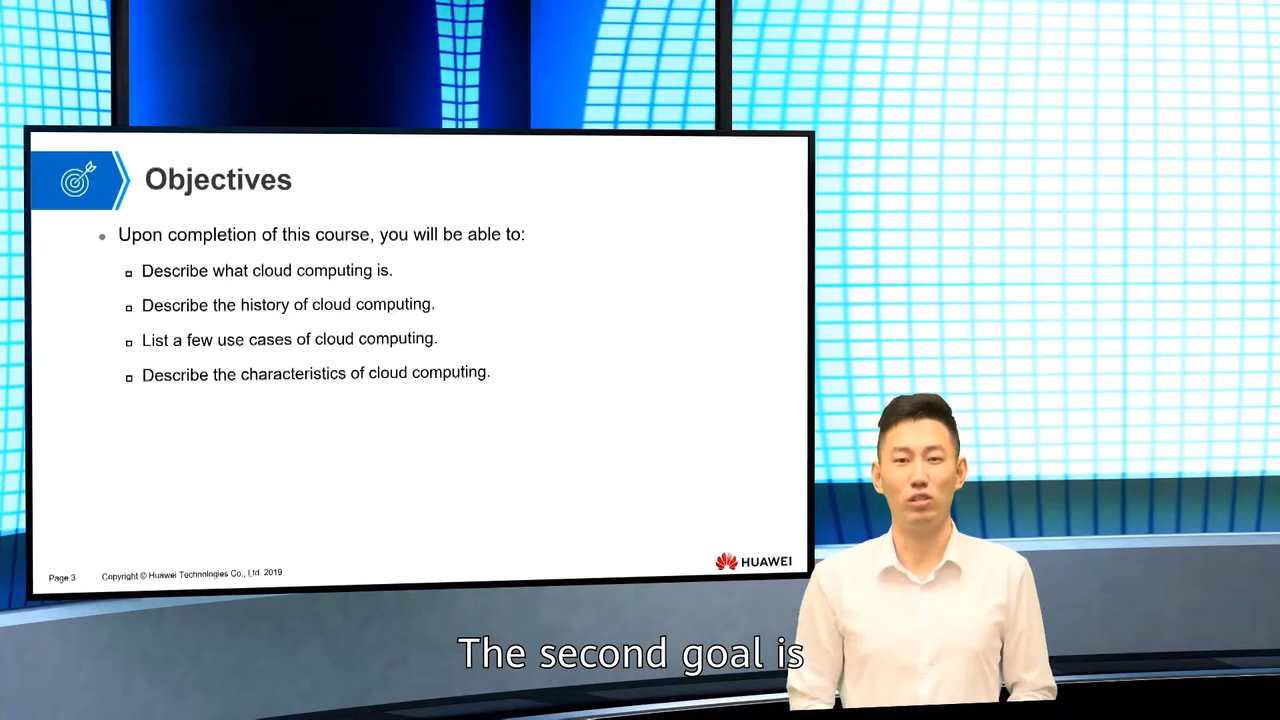 Objectives
Upon completion of this course, you will be able to:
Describe what cloud computing is.
Describe the history of cloud computing.
List a few use cases of cloud computing.
Describe the characteristics of cloud computing.
Page 3
Copyright © Huawei Technologies Co., Ltd. 2019
HUAWEI
The second goal is